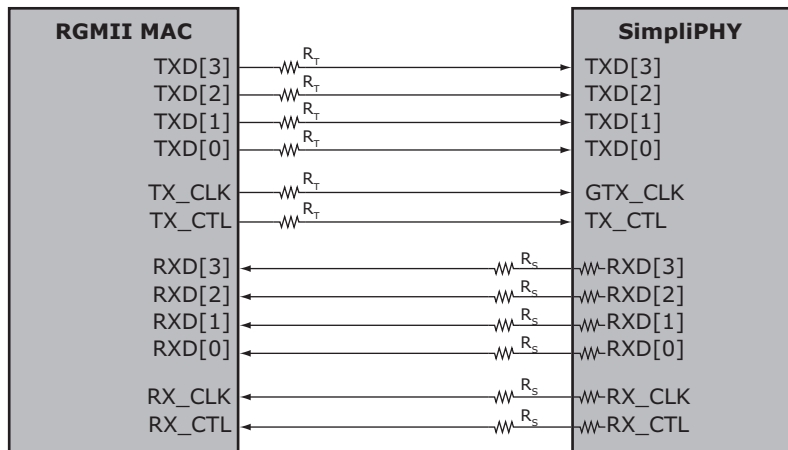 RGMII MAC SimpliPHY
TXD[3] R_T TXD[3]
TXD[2] R_T TXD[2]
TXD[1] R_T TXD[1]
TXD[0] R_T TXD[0]
TX_CLK R_T GTX_CLK
TX_CTL R_T TX_CTL
RXD[3] R_S RXD[3]
RXD[2] R_S RXD[2]
RXD[1] R_S RXD[1]
RXD[0] R_S RXD[0]
RX_CLK R_S RX_CLK
RX_CTL R_S RX_CTL